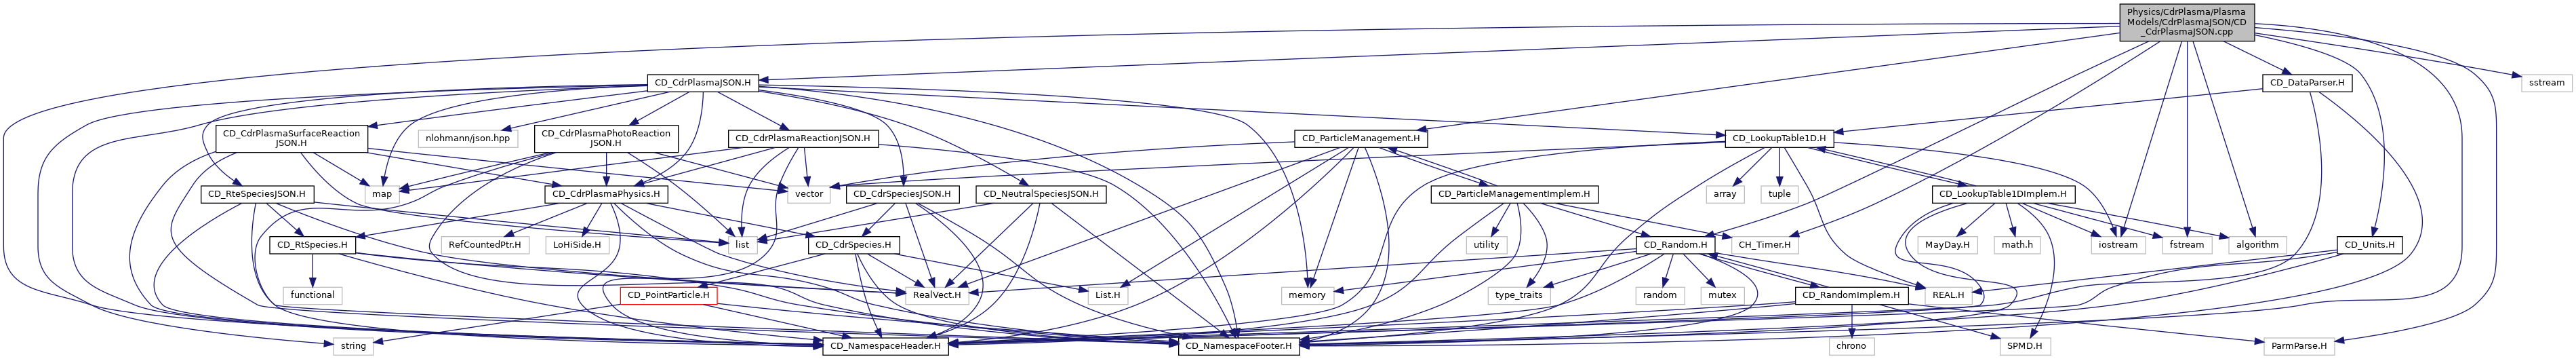 Physics/CdrPlasma/Plasma
Models/CdrPlasmaJSON/CD
_CdrPlasmaJSON.cpp
CD_CdrPlasmaJSON.H
CD_DataParser.H
sstream
CD_CdrPlasmaSurfaceReaction
JSON.H
nlohmann/json.hpp
CD_CdrPlasmaPhotoReaction
JSON.H
CD_CdrPlasmaReactionJSON.H
CD_ParticleManagement.H
CD_LookupTable1D.H
CD_RteSpeciesJSON.H
map
CD_CdrPlasmaPhysics.H
vector
CD_CdrSpeciesJSON.H
CD_NeutralSpeciesJSON.H
CD_ParticleManagementImplem.H
array
tuple
CD_LookupTable1DImplem.H
CD_RtSpecies.H
RefCountedPtr.H
LoHiSide.H
list
CD_CdrSpecies.H
utility
CD_Random.H
CH_Timer.H
MayDay.H
math.h
iostream
fstream
algorithm
CD_Units.H
functional
CD_PointParticle.H
RealVect.H
List.H
memory
type_traits
random
mutex
CD_RandomImplem.H
REAL.H
string
CD_NamespaceHeader.H
CD_NamespaceFooter.H
chrono
SPMD.H
ParmParse.H